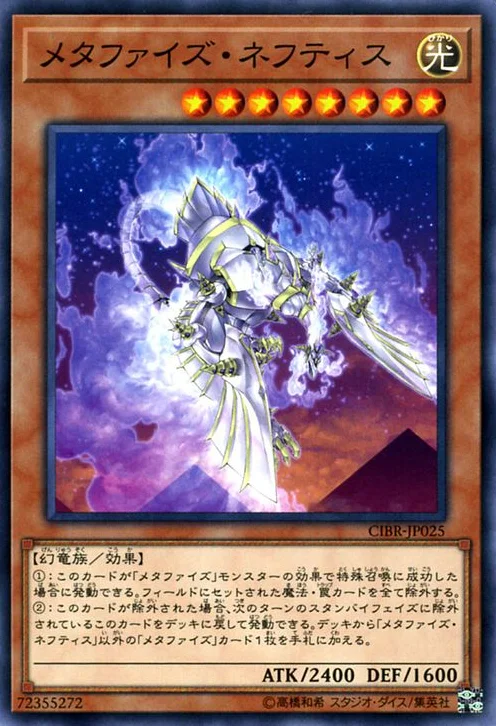 メタファイズ・ネフティス
光
CIBR-JP025
【幻竜族／効果】
①：このカードが「メタファイズ」モンスターの効果で特殊召喚に成功した
場合に発動できる。フィールドにセットされた魔法・罠カードを全て除外する。
②：このカードが除外された場合、次のターンのスタンバイフェイズに除外
されているこのカードをデッキに戻して発動できる。デッキから「メタファイズ・
ネフティス」以外の「メタファイズ」カード１枚を手札に加える。
ATK/2400 DEF/1600
72355272
©高橋和希 スタジオ・ダイス/集英社